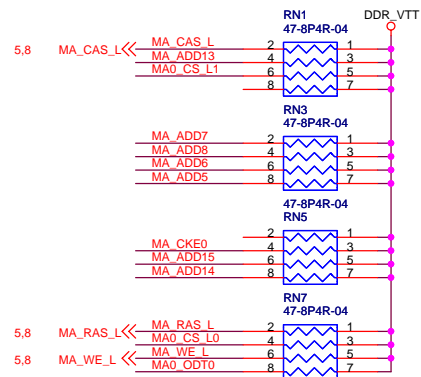 RN1 DDR_VTT
47-8P4R-04
5,8 MA_CAS_L MA_CAS_L 2 1
MA_ADD13 4 3
MA0_CS_L1 6 5
8 7
RN3
47-8P4R-04
MA_ADD7 2 1
MA_ADD8 4 3
MA_ADD6 6 5
MA_ADD5 8 7
47-8P4R-04
RN5
2 1
MA_CKE0 4 3
MA_ADD15 6 5
MA_ADD14 8 7
RN7
47-8P4R-04
5,8 MA_RAS_L MA_RAS_L 2 1
MA0_CS_L0 4 3
5,8 MA_WE_L MA_WE_L 6 5
MA0_ODT0 8 7